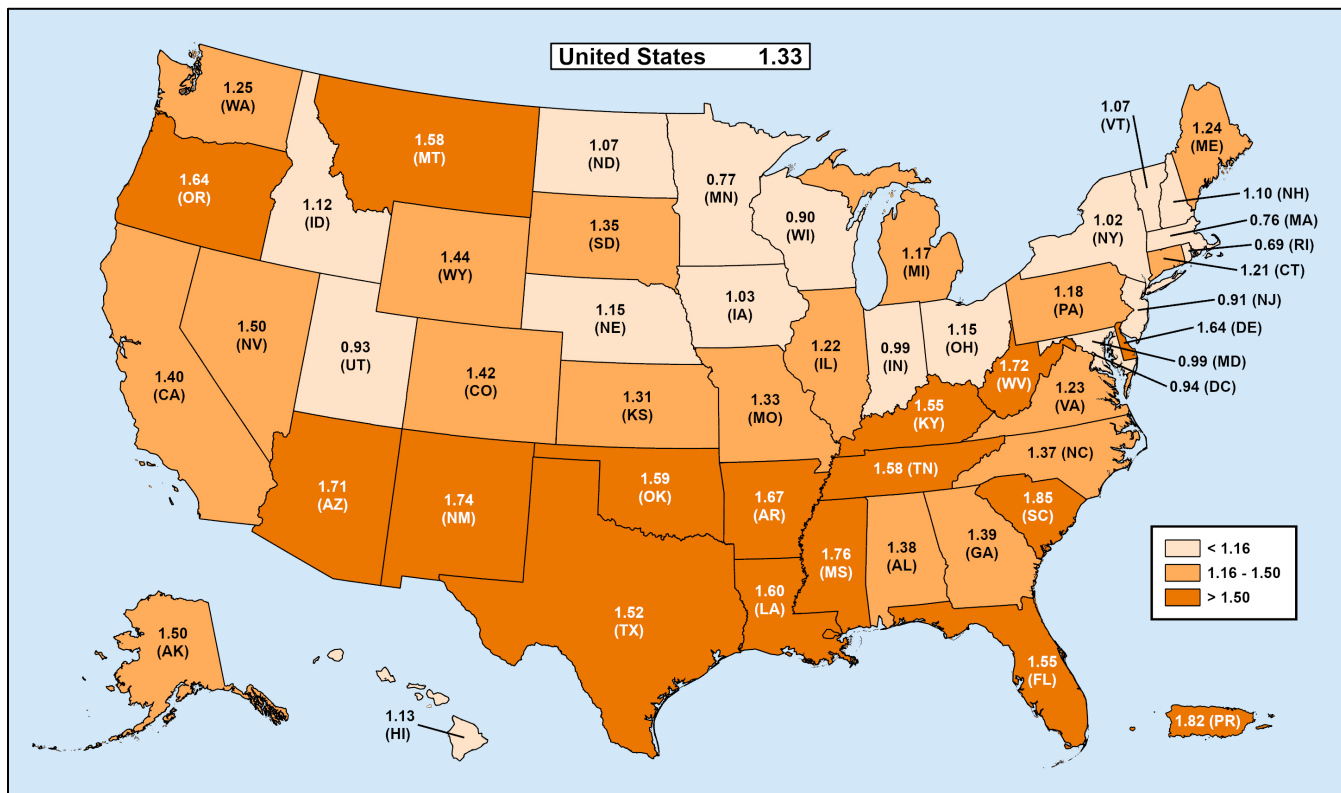 United States 1.33
1.25
(WA)
1.58
(MT)
1.07
(ND)
0.77
(MN)
1.07
(VT)
1.24
(ME)
1.64
(OR)
1.12
(ID)
1.35
(SD)
0.90
(WI)
1.02
(NY)
1.10 (NH)
0.76 (MA)
0.69 (RI)
1.21 (CT)
1.44
(WY)
1.17
(MI)
1.18
(PA)
0.91 (NJ)
1.64 (DE)
0.99 (MD)
0.94 (DC)
1.50
(NV)
0.93
(UT)
1.15
(NE)
1.03
(IA)
1.22
(IL)
0.99
(IN)
1.15
(OH)
1.72
(WV)
1.23
(VA)
1.40
(CA)
1.42
(CO)
1.31
(KS)
1.33
(MO)
1.55
(KY)
1.37 (NC)
1.58 (TN)
1.71
(AZ)
1.74
(NM)
1.59
(OK)
1.67
(AR)
1.85
(SC)
1.76
(MS)
1.38
(AL)
1.39
(GA)
< 1.16
1.16 - 1.50
> 1.50
1.52
(TX)
1.60
(LA)
1.50
(AK)
1.13
(HI)
1.55
(FL)
1.82 (PR)